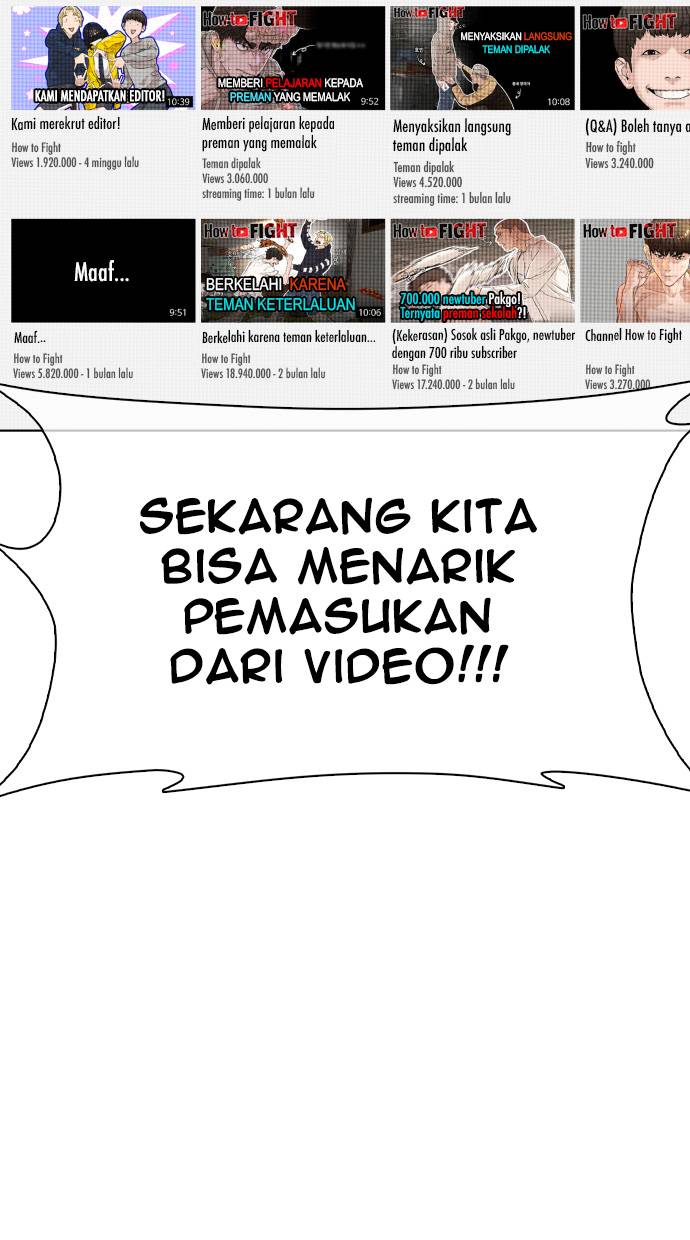 How to FIGHT
How to FIGHT
How to FIGHT
KAMI MENDAPATKAN EDITOR!
10:39
MEMBERI PELAJARAN KEPADA
PREMAN YANG MEMALAK
9:52
MENYAKSIKAN LANGSUNG
TEMAN DIPALAK
10:08
Kami merekrut editor!
How to Fight
Views 1.920.000 - 4 minggu lalu
Memberi pelajaran kepada
preman yang memalak
Teman dipalak
Views 3.060.000
streaming time: 1 bulan lalu
Menyaksikan langsung
teman dipalak
Teman dipalak
Views 4.520.000
streaming time: 1 bulan lalu
(Q&A) Boleh tanya a
How to fight
Views 3.240.000
Maaf...
9:51
How to FIGHT
BERKELAHI KARENA
TEMAN KETERLALUAN
10:06
How to FIGHT
700.000 newtuber Pakgo!
Ternyata preman sekolah?!
How to FIGHT
Maaf...
How to Fight
Views 5.820.000 - 1 bulan lalu
Berkelahi karena teman keterlaluan...
How to Fight
Views 18.940.000 - 2 bulan lalu
(Kekerasan) Sosok asli Pakgo, newtuber
dengan 700 ribu subscriber
How to Fight
Views 17.240.000 - 2 bulan lalu
Channel How to Fight
How to Fight
Views 3.270.000
SEKARANG KITA
BISA MENARIK
PEMASUKAN
DARI VIDEO!!!